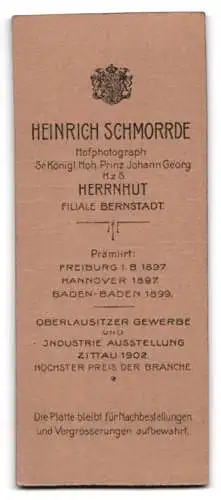 HEINRICH SCHMORRDE
Hofphotograph
Sr Königl. Hoh. Prinz Johann Georg
H.z S.
HERRNHUT
FILIALE BERNSTADT.
Prämiirt:
FREIBURG I. B 1897
HANNOVER 1897
BADEN-BADEN 1899.
OBERLAUSITZER GEWERBE
UND
INDUSTRIE AUSSTELLUNG
ZITTAU 1902.
HÖCHSTER PREIS DER BRANCHE.
Die Platte bleibt für Nachbestellungen
und Vergrösserungen aufbewahrt.